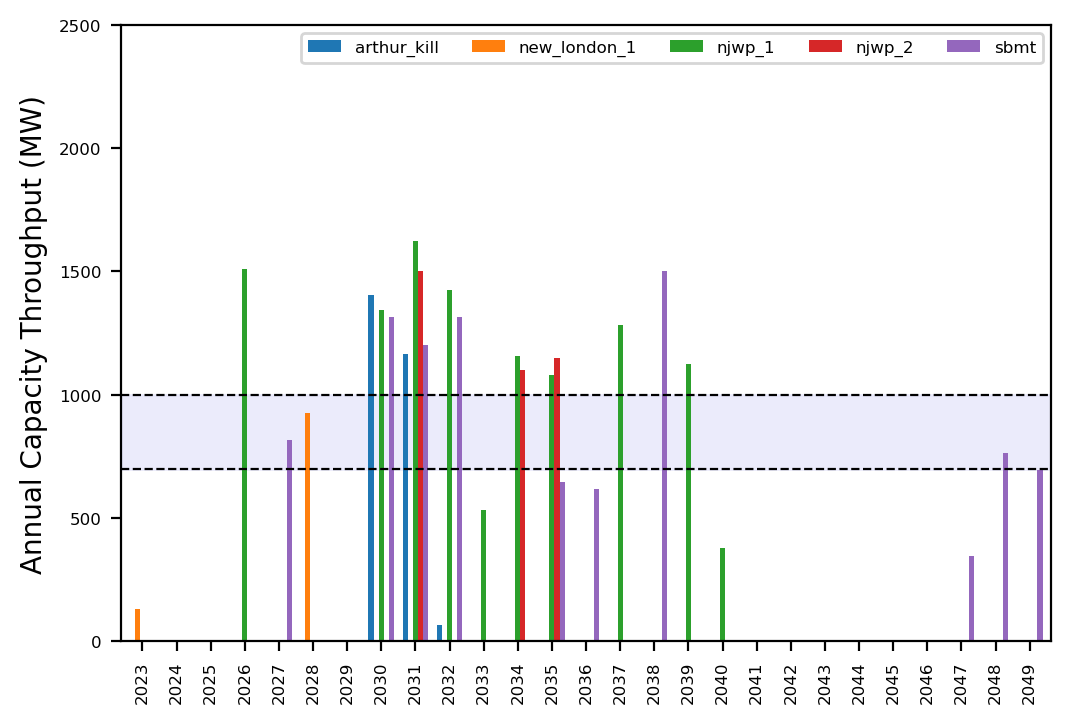 2500
arthur_kill new_london_1 njwp_1 njwp_2 sbmt
2000
1500
1000
500
0
Annual Capacity Throughput (MW)
2023 2024 2025 2026 2027 2028 2029 2030 2031 2032 2033 2034 2035 2036 2037 2038 2039 2040 2041 2042 2043 2044 2045 2046 2047 2048 2049